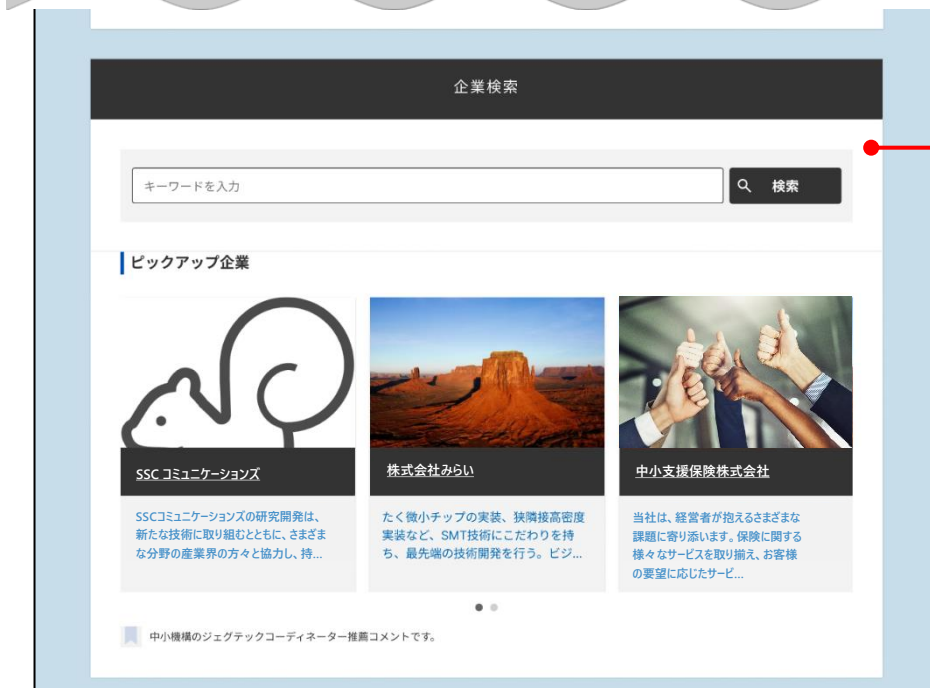 企業検索
キーワードを入力
検索
ピックアップ企業
SSC コミュニケーションズ
株式会社みらい
中小支援保険株式会社
SSCコミュニケーションズの研究開発は、
新たな技術に取り組むとともに、さまざま
な分野の産業界の方々と協力し、持...
たく微小チップの実装、狭隣接高密度
実装など、SMT技術にこだわりを持
ち、最先端の技術開発を行う。ビジ...
当社は、経営者が抱えるさまざまな
課題に寄り添います。保険に関する
様々なサービスを取り揃え、お客様
の要望に応じたサービ...
中小機構のジェグテックコーディネーター推薦コメントです。